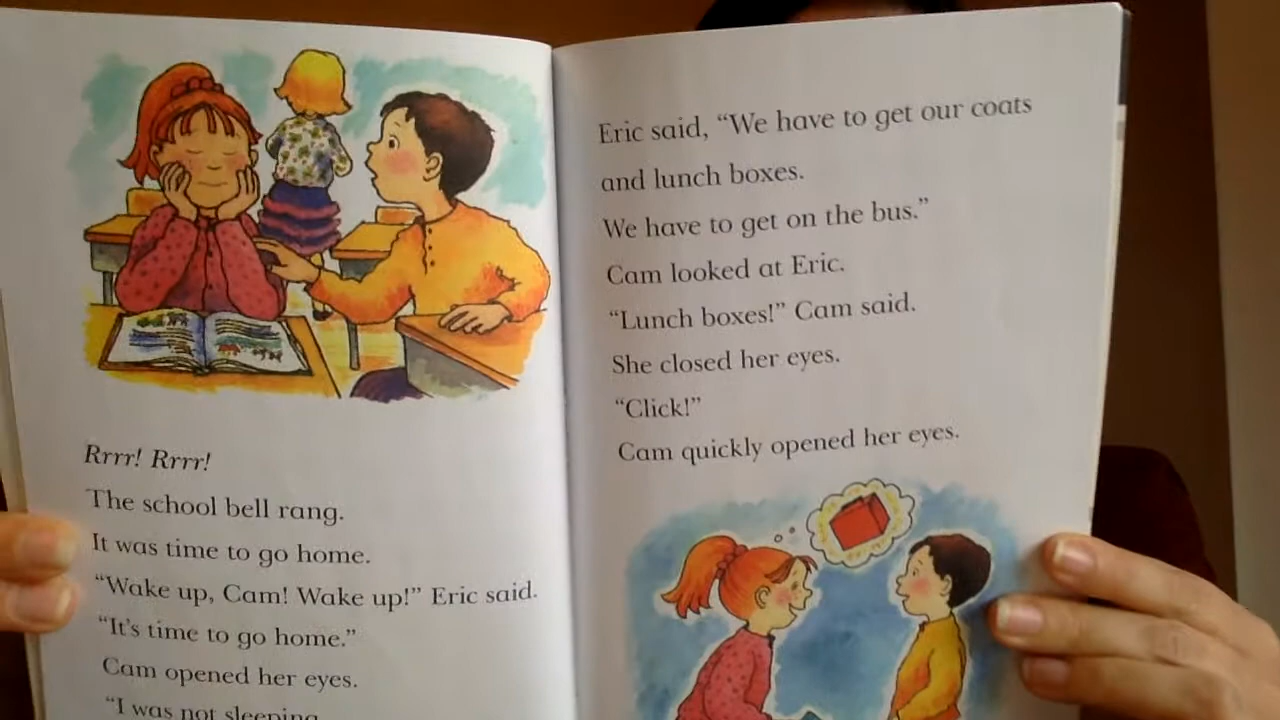 Rrrr! Rrrr!
The school bell rang.
It was time to go home.
“Wake up, Cam! Wake up!” Eric said.
“It’s time to go home.”
Cam opened her eyes.
“I was not sleeping
Eric said, “We have to get our coats
and lunch boxes.
We have to get on the bus.”
Cam looked at Eric.
“Lunch boxes!” Cam said.
She closed her eyes.
“Click!”
Cam quickly opened her eyes.